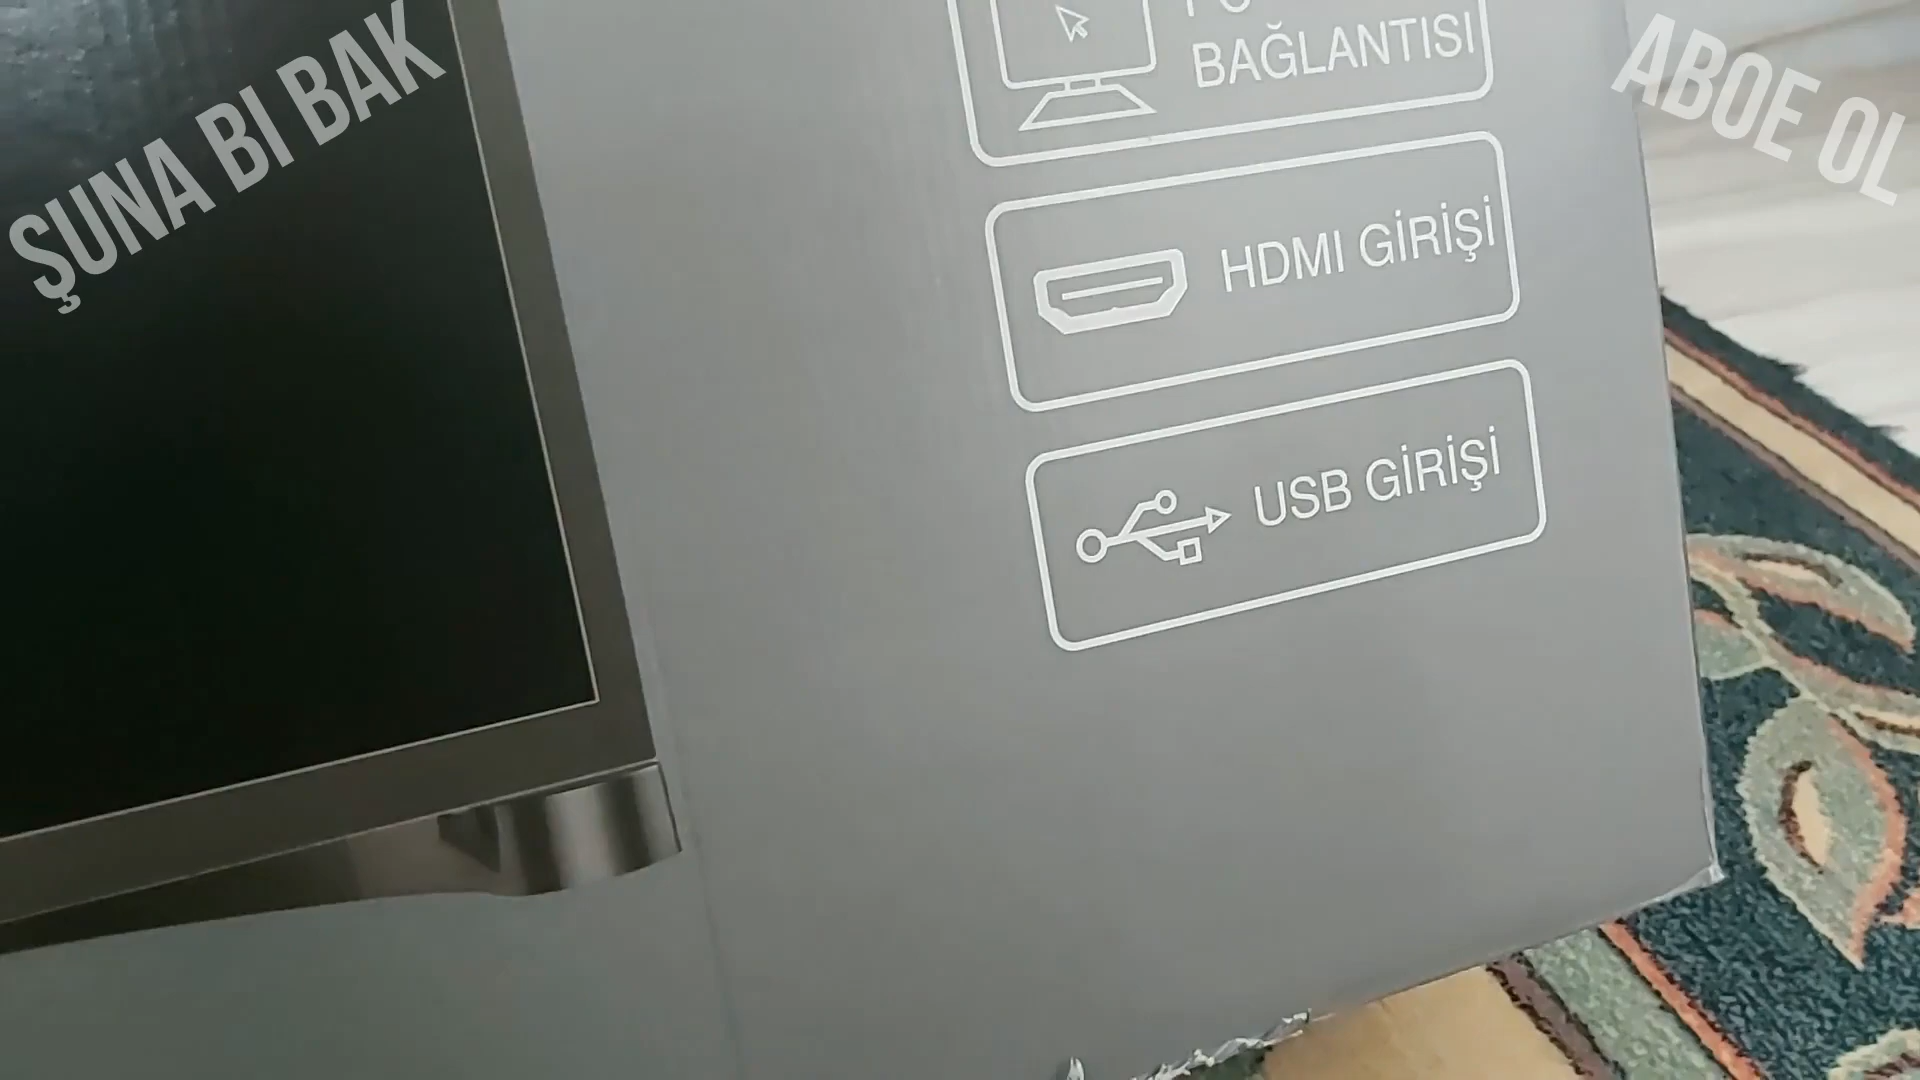 ŞUNA BI BAK
ABOE OL
BAĞLANTISI
HDMI GİRİŞİ
USB GİRİŞİ